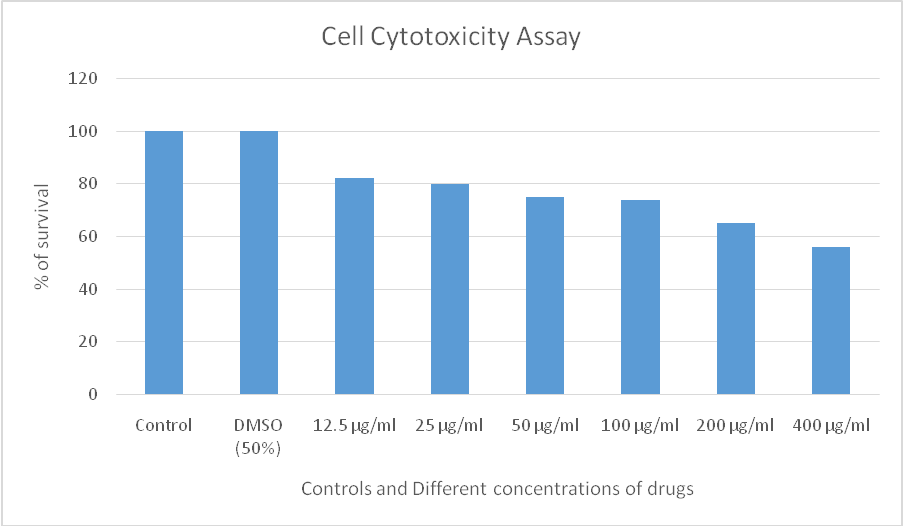 Cell Cytotoxicity Assay
120
100
80
60
40
20
0
% of survival
Control
DMSO
(50%)
12.5 µg/ml
25 µg/ml
50 µg/ml
100 µg/ml
200 µg/ml
400 µg/ml
Controls and Different concentrations of drugs